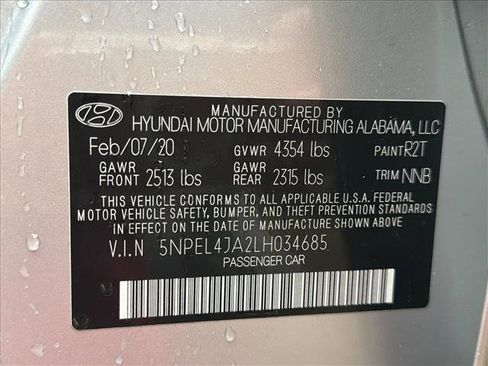 MANUFACTURED BY
HYUNDAI MOTOR MANUFACTURING ALABAMA, LLC
Feb/07/20 GVWR 4354 lbs PAINT R2T
GAWR FRONT 2513 lbs GAWR REAR 2315 lbs TRIM NNB
THIS VEHICLE CONFORMS TO ALL APPLICABLE U.S.A. FEDERAL
MOTOR VEHICLE SAFETY, BUMPER, AND THEFT PREVENTION STANDARDS
IN EFFECT ON THE DATE OF MANUFACTURE SHOWN ABOVE.
V.I.N 5NPEL4JA2LH034685
PASSENGER CAR